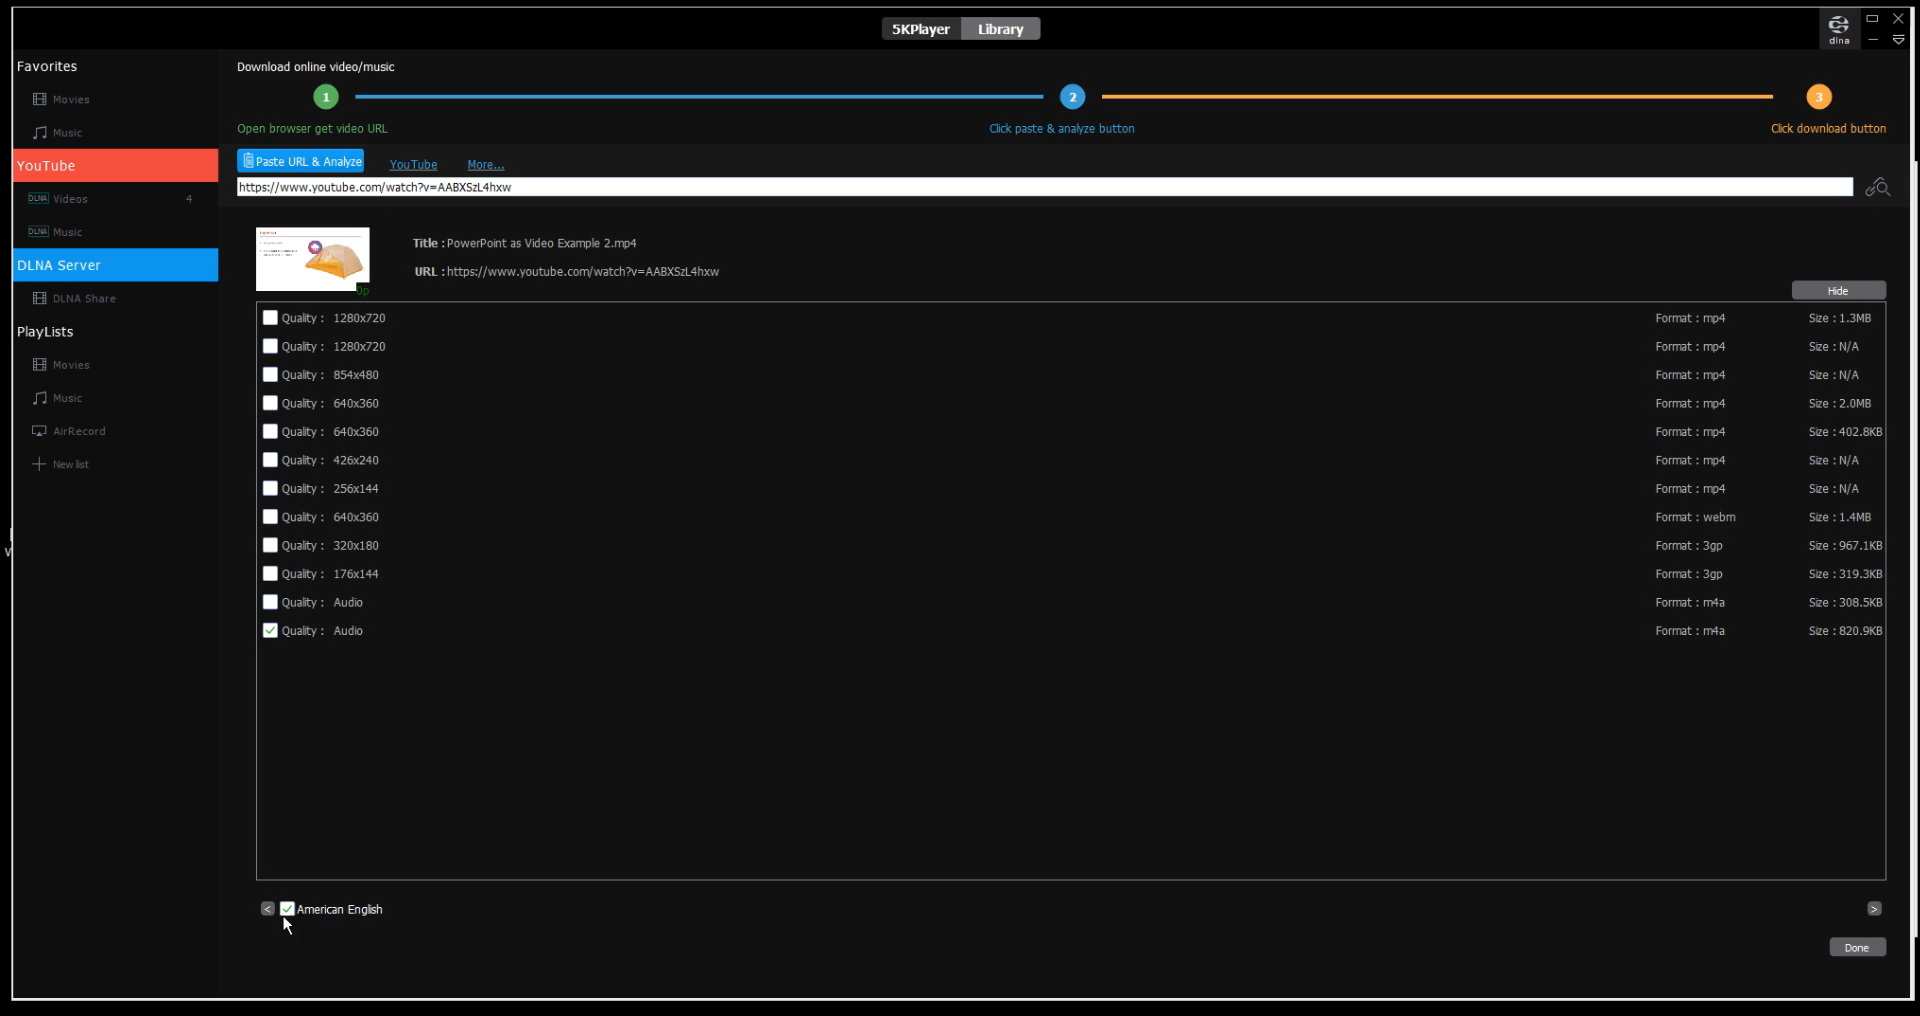 5KPlayer Library
dlna
Favorites
Movies
Music
YouTube
DLNA Videos 4
DLNA Music
DLNA Server
DLNA Share
PlayLists
Movies
Music
AirRecord
New list
Download online video/music
1 2 3
Open browser get video URL Click paste & analyze button Click download button
Paste URL & Analyze YouTube More...
https://www.youtube.com/watch?v=AABXSzL4hxw
Title : PowerPoint as Video Example 2.mp4
URL : https://www.youtube.com/watch?v=AABXSzL4hxw
0p
Hide
Quality : 1280x720 Format : mp4 Size : 1.3MB
Quality : 1280x720 Format : mp4 Size : N/A
Quality : 854x480 Format : mp4 Size : N/A
Quality : 640x360 Format : mp4 Size : 2.0MB
Quality : 640x360 Format : mp4 Size : 402.8KB
Quality : 426x240 Format : mp4 Size : N/A
Quality : 256x144 Format : mp4 Size : N/A
Quality : 640x360 Format : webm Size : 1.4MB
Quality : 320x180 Format : 3gp Size : 967.1KB
Quality : 176x144 Format : 3gp Size : 319.3KB
Quality : Audio Format : m4a Size : 308.5KB
Quality : Audio Format : m4a Size : 820.9KB
< American English >
Done